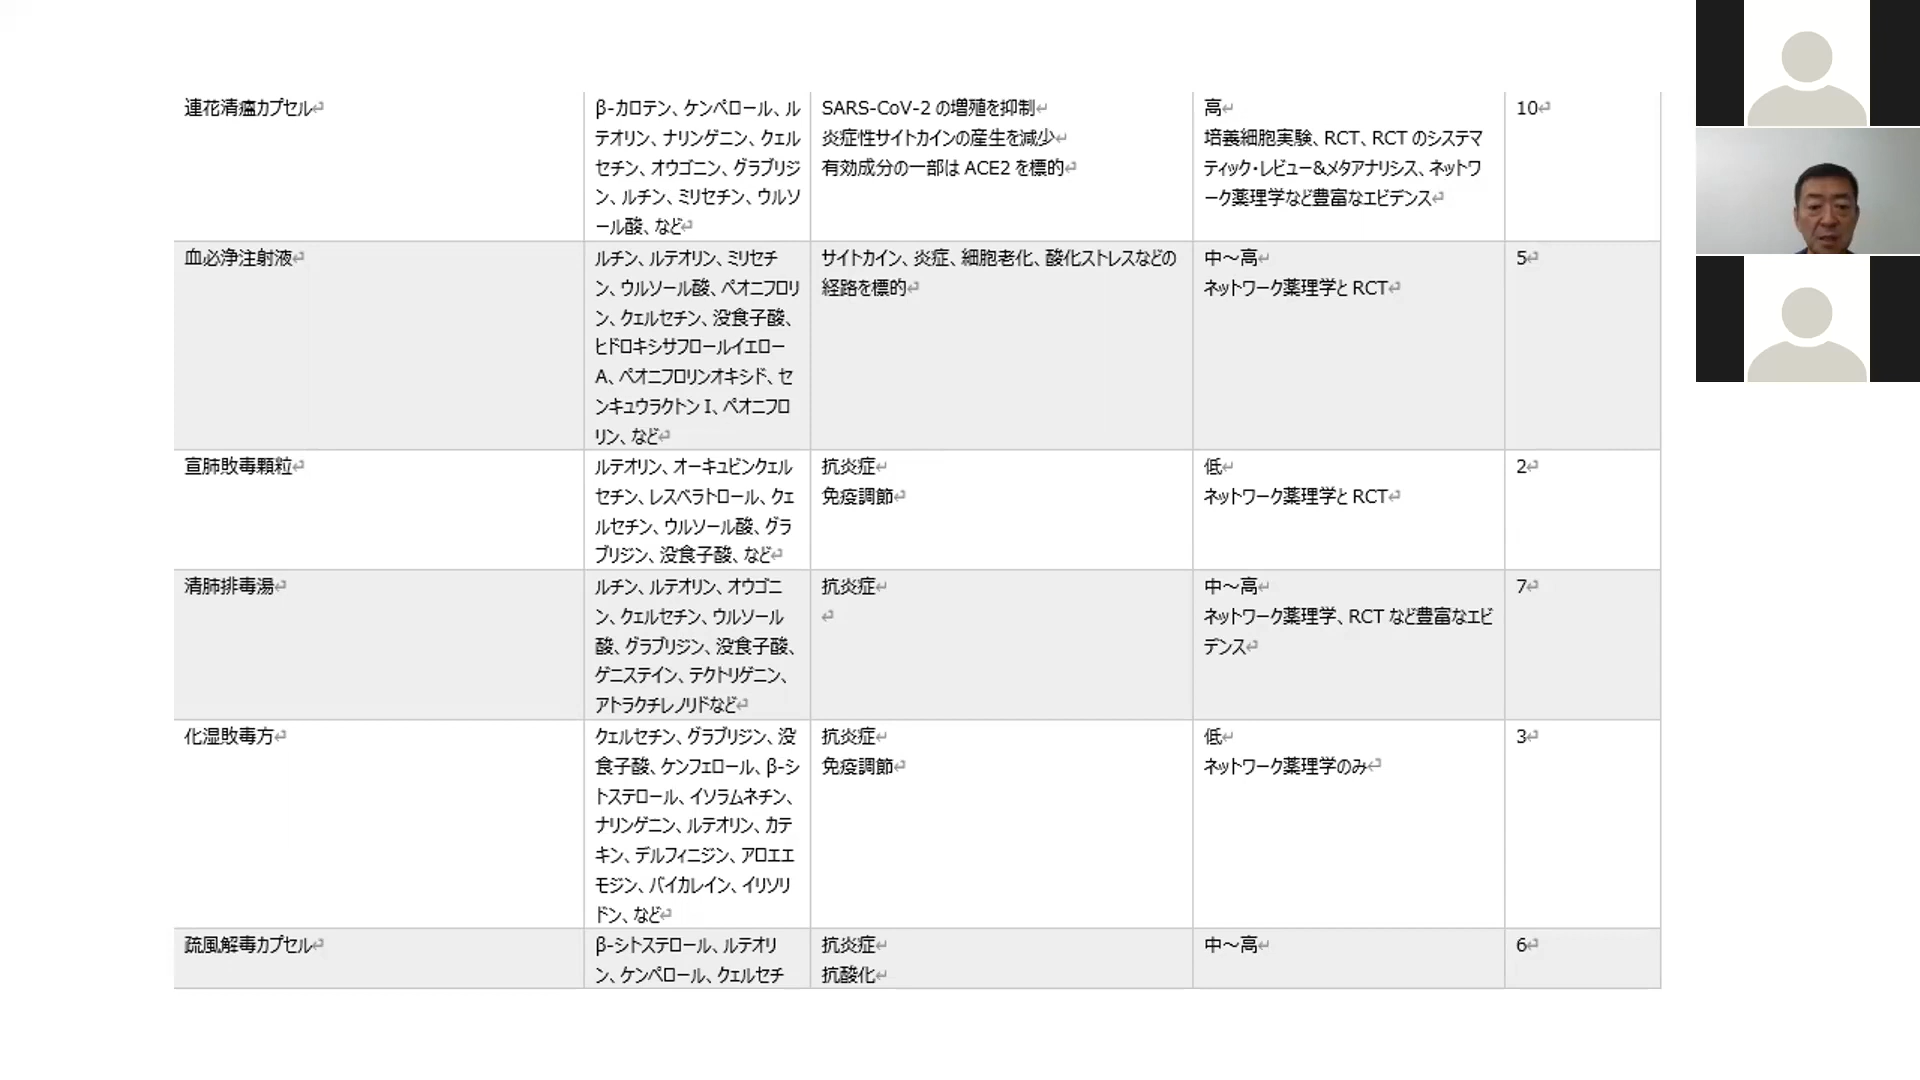 連花清瘟カプセル↵
β-カロテン、ケンペロール、ル
テオリン、ナリンゲニン、クェル
セチン、オウゴニン、グラブリジ
ン、ルチン、ミリセチン、ウルソ
ール酸、など↵
SARS-CoV-2 の増殖を抑制↵
炎症性サイトカインの産生を減少↵
有効成分の一部は ACE2 を標的↵
高↵
培養細胞実験、RCT、RCT のシステマ
ティック・レビュー&メタアナリシス、ネットワ
ーク薬理学など豊富なエビデンス↵
10↵
血必浄注射液↵
ルチン、ルテオリン、ミリセチ
ン、ウルソール酸、ペオニフロリ
ン、クェルセチン、没食子酸、
ヒドロキシサフロールイエロー
A、ペオニフロリンオキシド、セ
ンキュウラクトン I、ペオニフロ
リン、など↵
サイトカイン、炎症、細胞老化、酸化ストレスなどの
経路を標的↵
中～高↵
ネットワーク薬理学と RCT↵
5↵
宣肺敗毒顆粒↵
ルテオリン、オーキュビンクェル
セチン、レスベラトロール、クェ
ルセチン、ウルソール酸、グラ
ブリジン、没食子酸、など↵
抗炎症↵
免疫調節↵
低↵
ネットワーク薬理学と RCT↵
2↵
清肺排毒湯↵
ルチン、ルテオリン、オウゴニ
ン、クェルセチン、ウルソール
酸、グラブリジン、没食子酸、
ゲニステイン、テクトリゲニン、
アトラクチレノリドなど↵
抗炎症↵
↵
中～高↵
ネットワーク薬理学、RCT など豊富なエビ
デンス↵
7↵
化湿敗毒方↵
クェルセチン、グラブリジン、没
食子酸、ケンフェロール、β-シ
トステロール、イソラムネチン、
ナリンゲニン、ルテオリン、カテ
キン、デルフィニジン、アロエエ
モジン、バイカレイン、イリソリ
ドン、など↵
抗炎症↵
免疫調節↵
低↵
ネットワーク薬理学のみ↵
3↵
疏風解毒カプセル↵
β-シトステロール、ルテオリ
ン、ケンペロール、クェルセチ
抗炎症↵
抗酸化↵
中～高↵
6↵